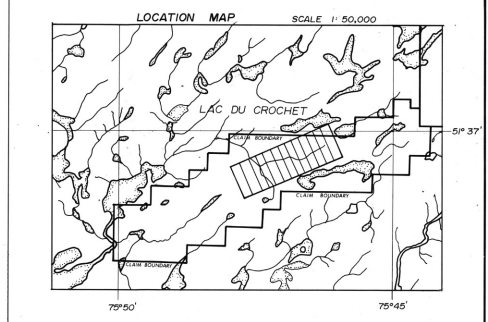 LOCATION MAP SCALE 1: 50,000
LAC DU CROCHET
51° 37'
CLAIM BOUNDARY
CLAIM BOUNDARY
CLAIM BOUNDARY
75° 50' 75° 45'